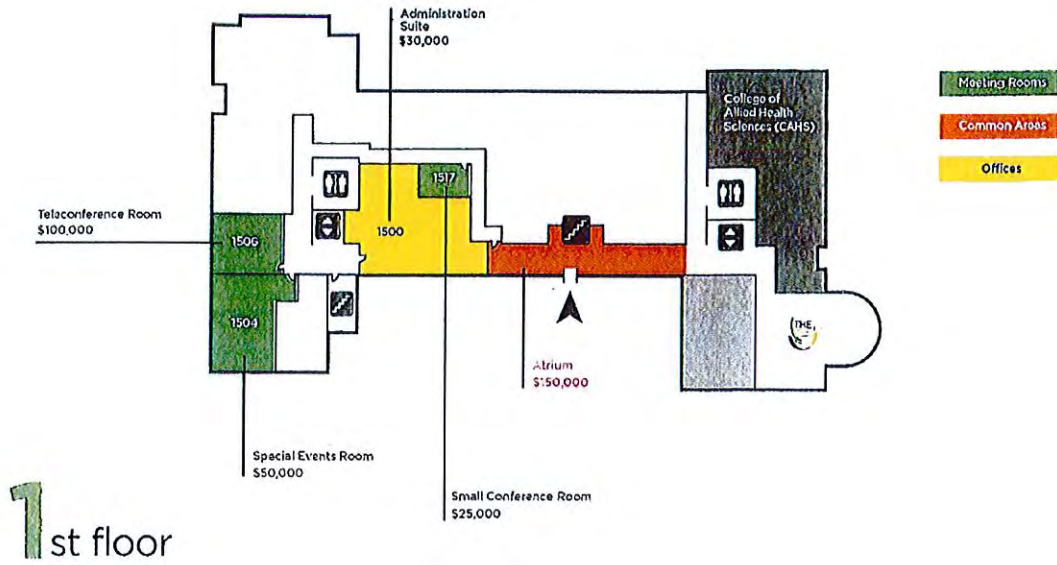 Administration
Suite
$30,000
College of
Allied Health
Sciences (CAHS)
Meeting Rooms
Common Areas
Offices
1517
Teleconference Room
$100,000
1506
1500
1504
THE
Atrium
$150,000
Special Events Room
$50,000
Small Conference Room
$25,000
1st floor